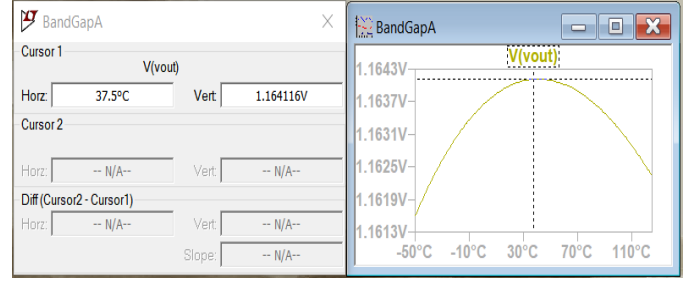 BandGapA
Cursor 1
V(vout)
Horz: 37.5ºC Vert: 1.164116V
Cursor 2
Horz: -- N/A-- Vert: -- N/A--
Diff (Cursor2 - Cursor1)
Horz: -- N/A-- Vert: -- N/A--
Slope: -- N/A--
BandGapA
V(vout)
1.1643V
1.1637V
1.1631V
1.1625V
1.1619V
1.1613V
-50°C -10°C 30°C 70°C 110°C